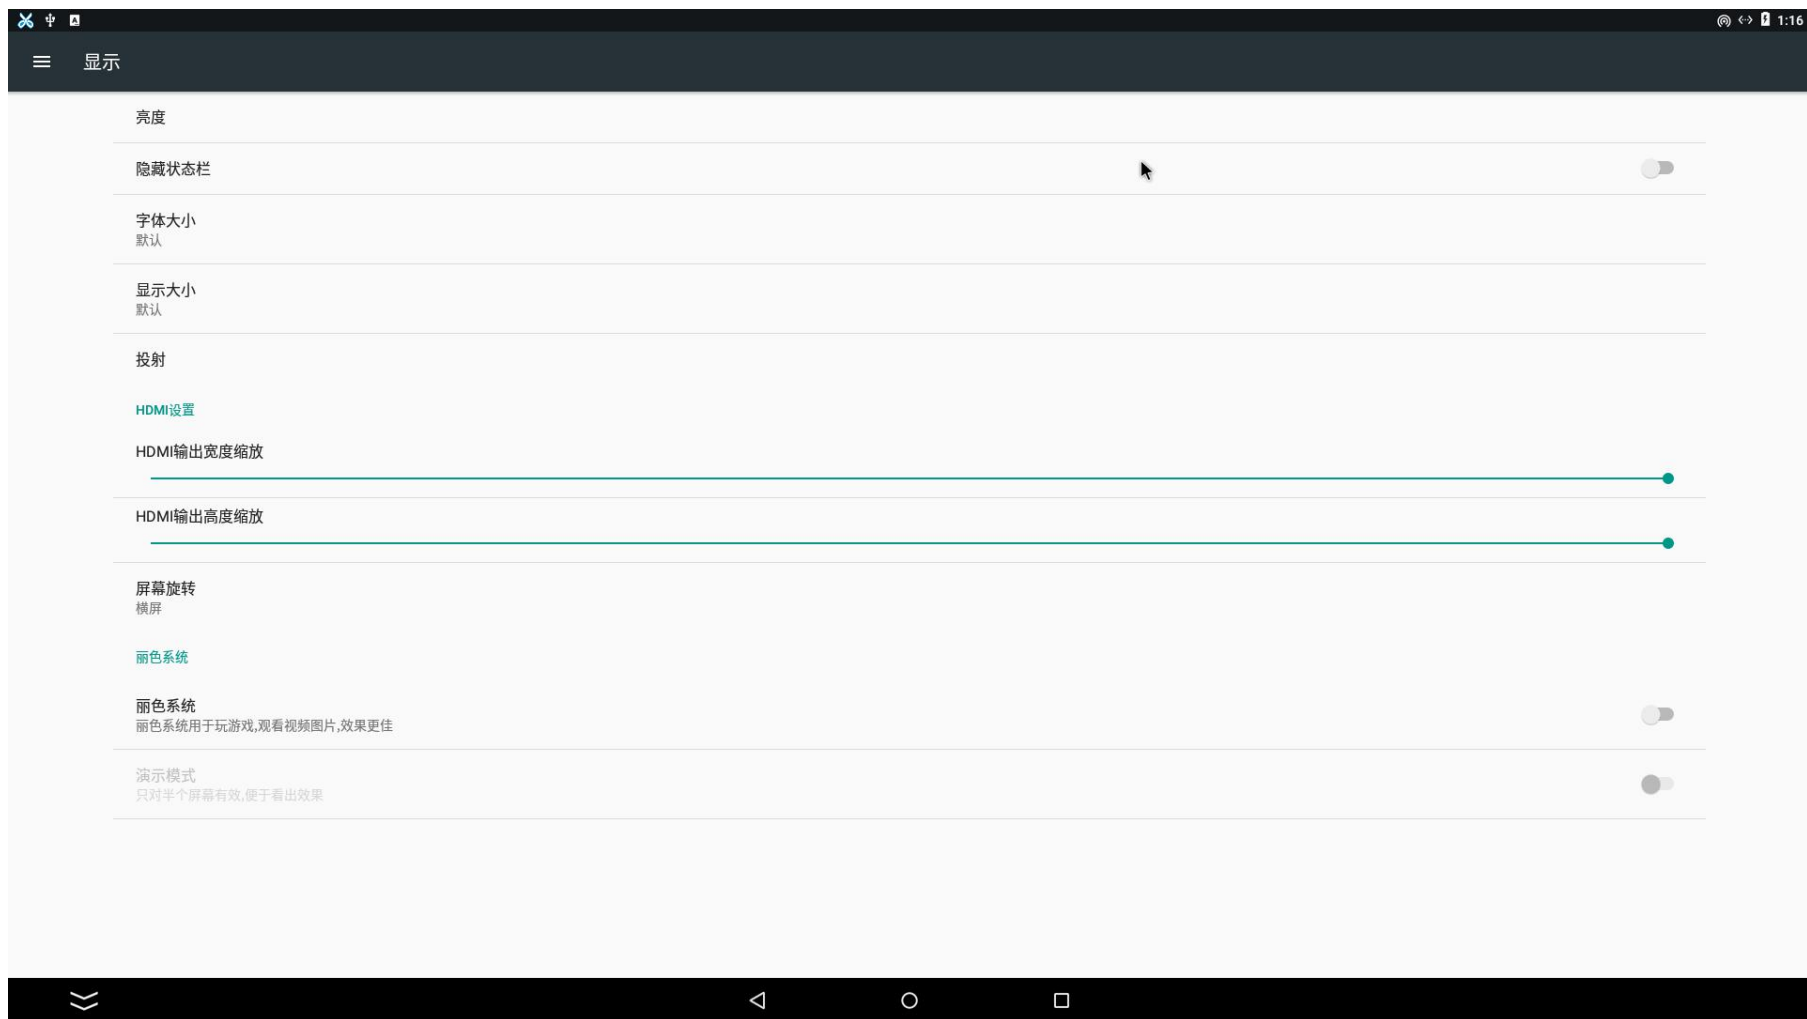 1:16
显示
亮度
隐藏状态栏
字体大小
默认
显示大小
默认
投射
HDMI设置
HDMI输出宽度缩放
HDMI输出高度缩放
屏幕旋转
横屏
丽色系统
丽色系统
丽色系统用于玩游戏,观看视频图片,效果更佳
演示模式
只对半个屏幕有效,便于看出效果